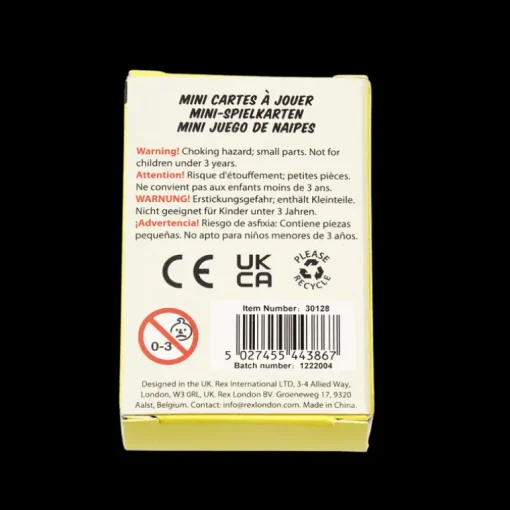 MINI CARTES À JOUER
MINI-SPIELKARTEN
MINI JUEGO DE NAIPES
Warning! Choking hazard; small parts. Not for
children under 3 years.
Attention! Risque d'étouffement; petites pièces.
Ne convient pas aux enfants moins de 3 ans.
WARNUNG! Erstickungsgefahr; enthält Kleinteile.
Nicht geeignet für Kinder unter 3 Jahren.
¡Advertencia! Riesgo de asfixia: Contiene piezas
pequeñas. No apto para niños menores de 3 años.
CE
UK
CA
PLEASE
RECYCLE
0-3
Item Number: 30128
5 027455 443867
Batch number: 1222004
Designed in the UK. Rex International LTD, 3-4 Allied Way,
London, W3 0RL, UK. Rex London BV. Groeneweg 17, 9320
Aalst, Belgium. Contact: info@rexlondon.com. Made in China.